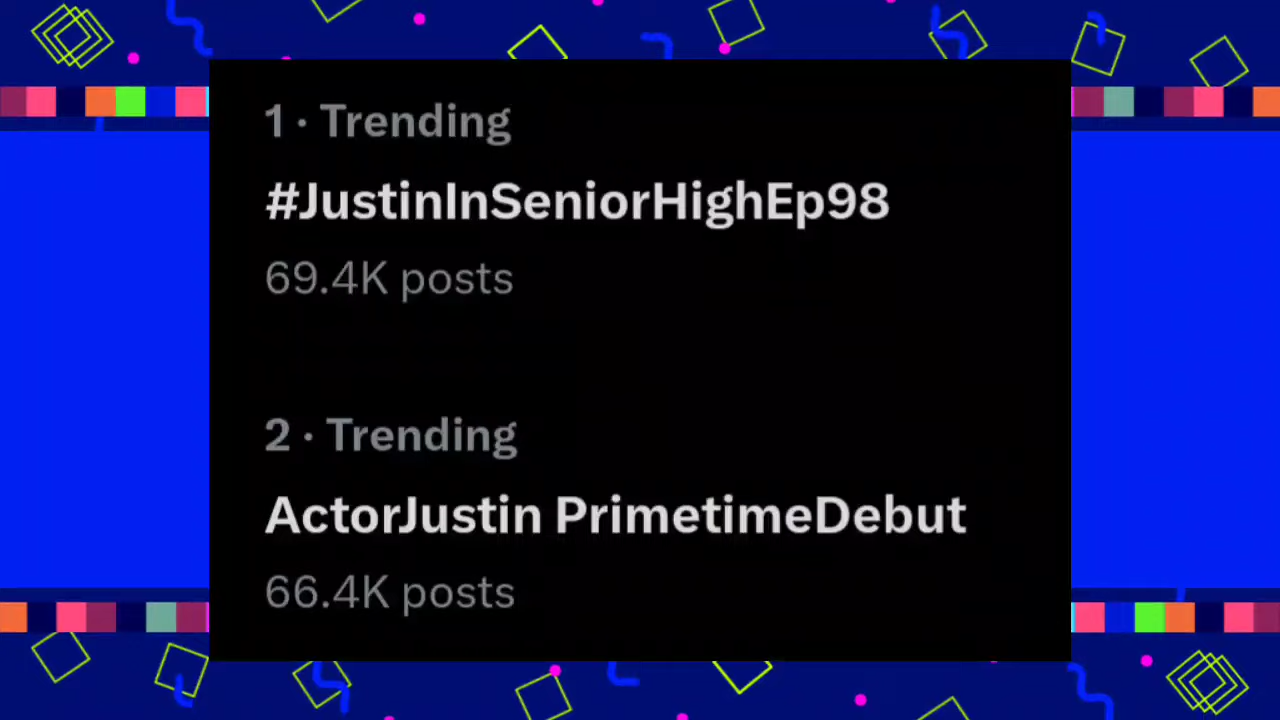 1 · Trending
#JustinInSeniorHighEp98
69.4K posts
2 · Trending
ActorJustin PrimetimeDebut
66.4K posts